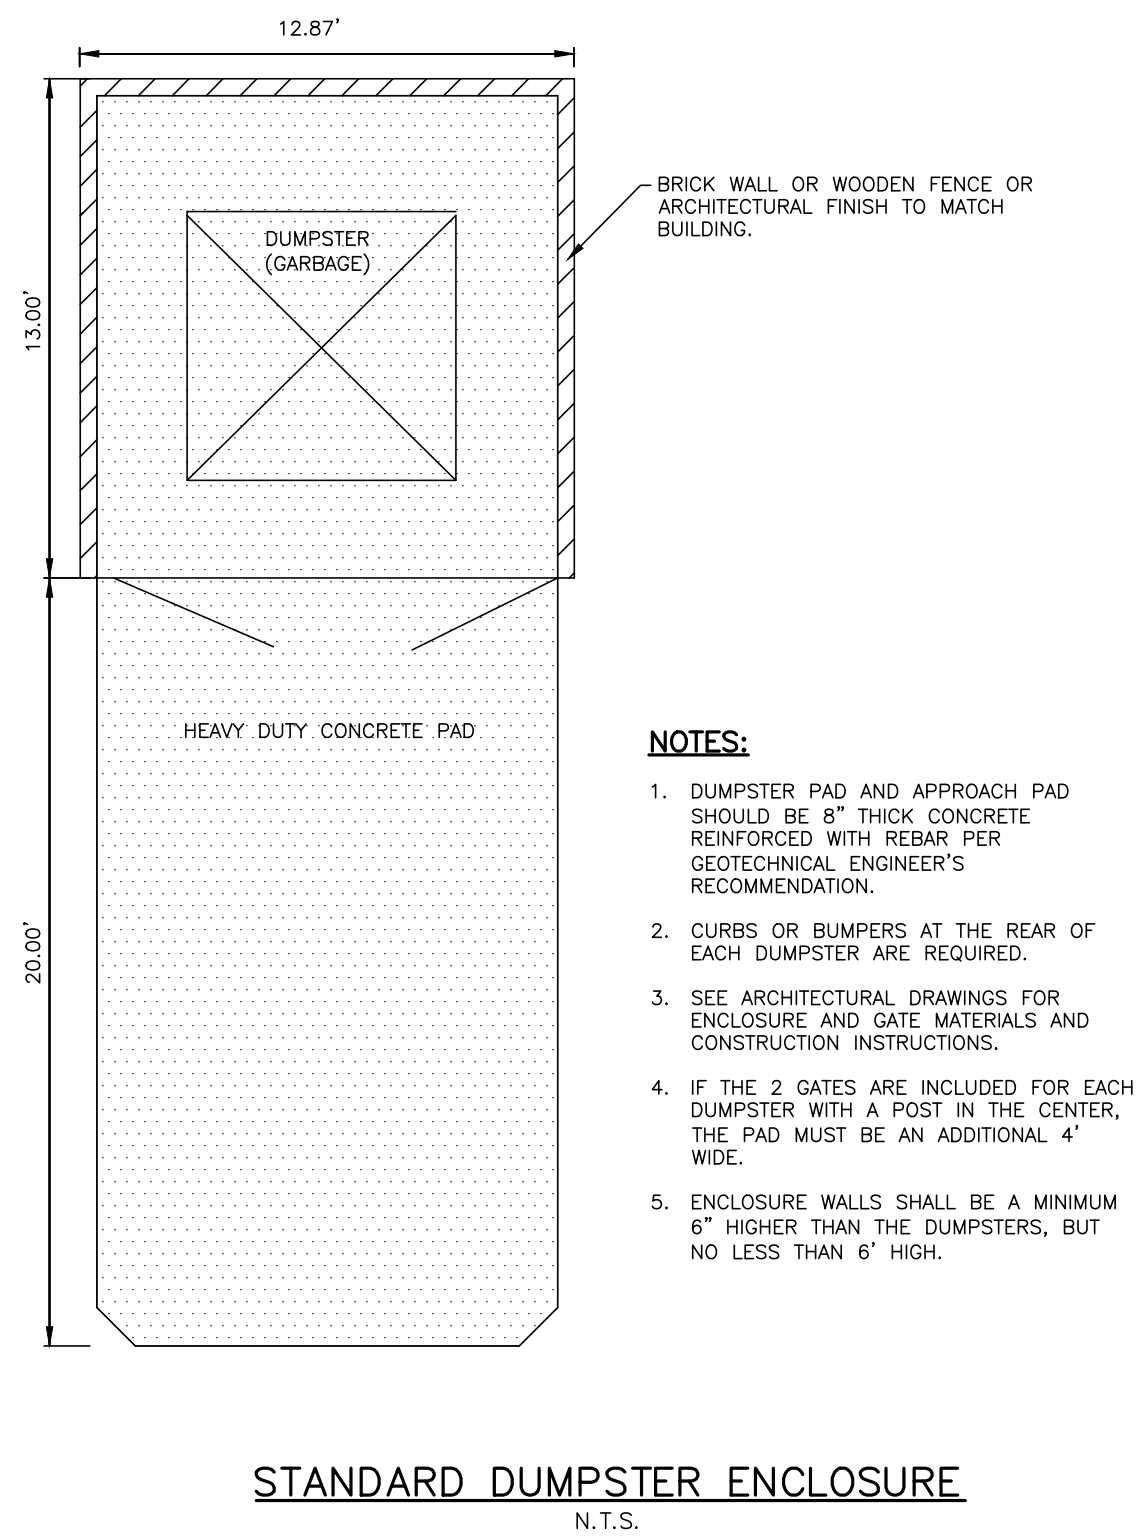 12.87'
BRICK WALL OR WOODEN FENCE OR
ARCHITECTURAL FINISH TO MATCH
BUILDING.
DUMPSTER
(GARBAGE)
13.00'
HEAVY DUTY CONCRETE PAD
20.00'
NOTES:
1. DUMPSTER PAD AND APPROACH PAD
SHOULD BE 8" THICK CONCRETE
REINFORCED WITH REBAR PER
GEOTECHNICAL ENGINEER'S
RECOMMENDATION.
2. CURBS OR BUMPERS AT THE REAR OF
EACH DUMPSTER ARE REQUIRED.
3. SEE ARCHITECTURAL DRAWINGS FOR
ENCLOSURE AND GATE MATERIALS AND
CONSTRUCTION INSTRUCTIONS.
4. IF THE 2 GATES ARE INCLUDED FOR EACH
DUMPSTER WITH A POST IN THE CENTER,
THE PAD MUST BE AN ADDITIONAL 4'
WIDE.
5. ENCLOSURE WALLS SHALL BE A MINIMUM
6" HIGHER THAN THE DUMPSTERS, BUT
NO LESS THAN 6' HIGH.
STANDARD DUMPSTER ENCLOSURE
N.T.S.